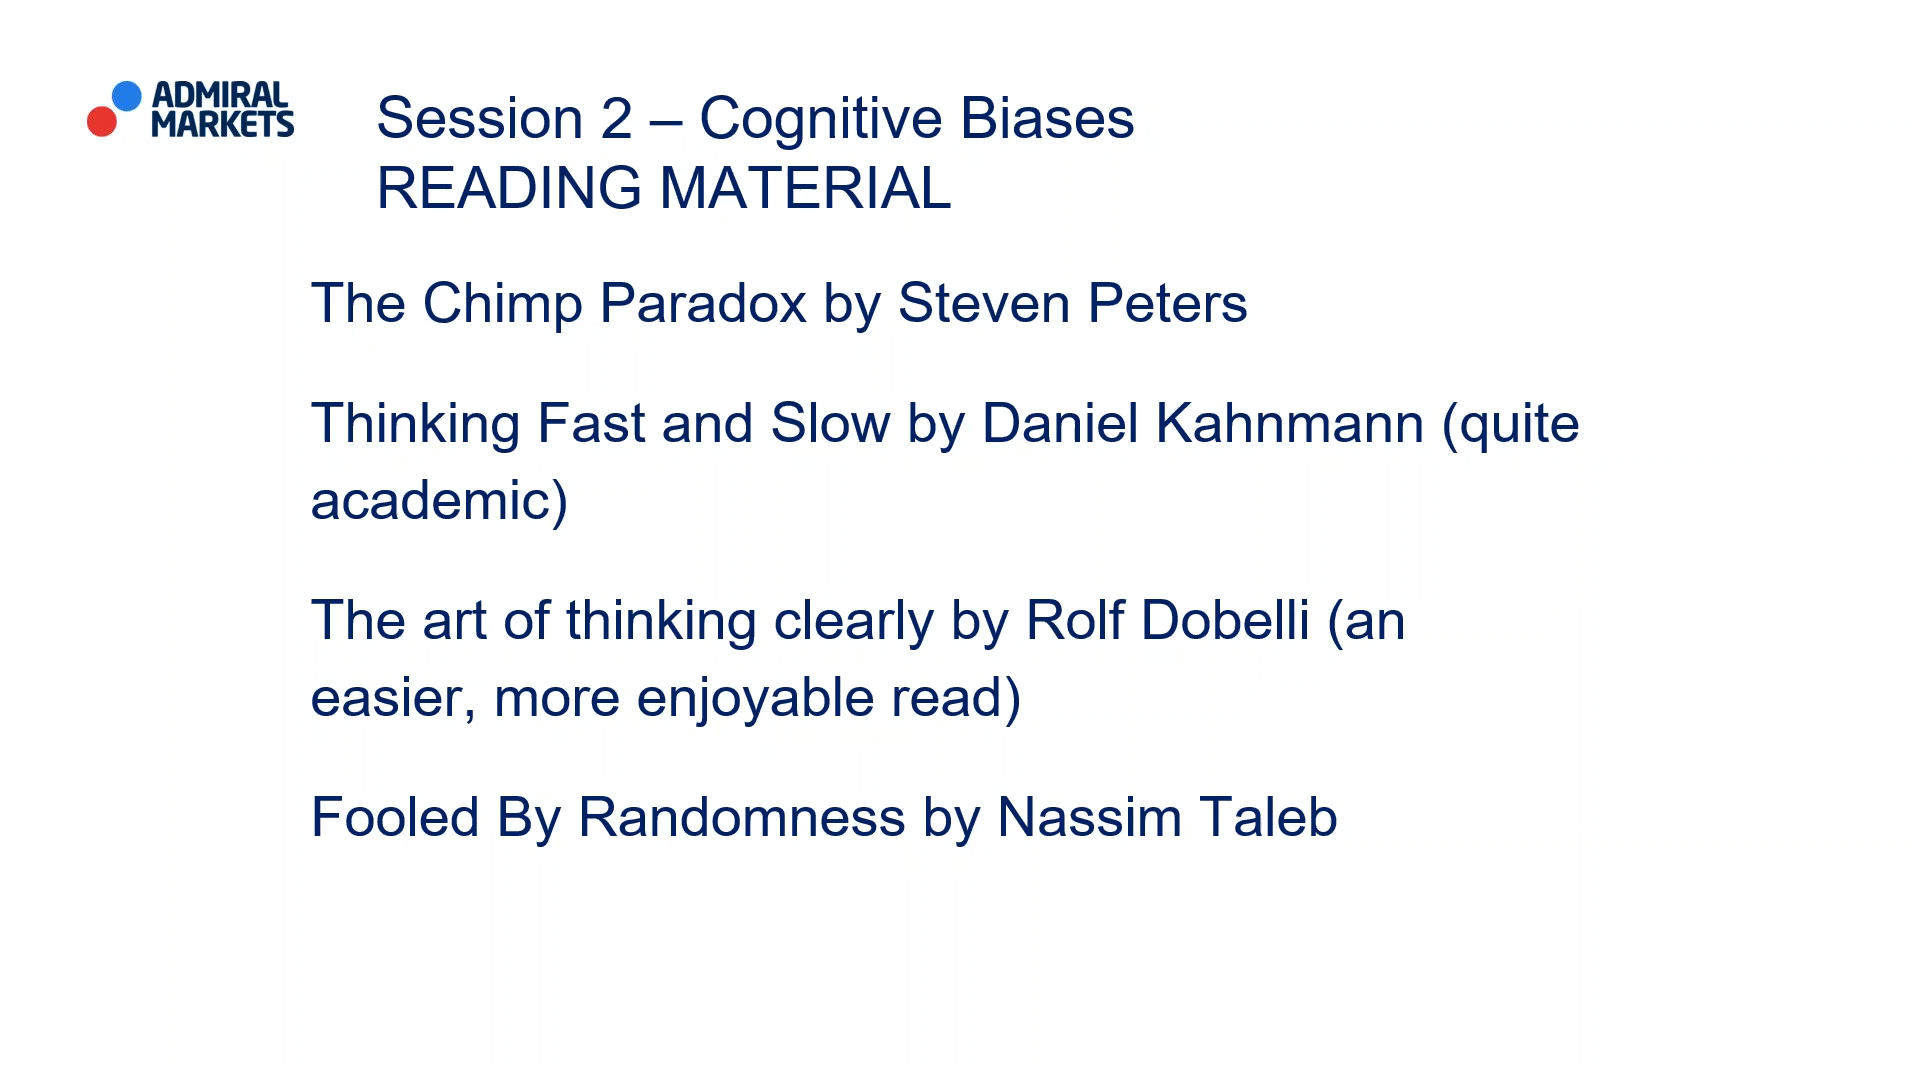 ADMIRAL
MARKETS
Session 2 – Cognitive Biases
READING MATERIAL
The Chimp Paradox by Steven Peters
Thinking Fast and Slow by Daniel Kahnmann (quite
academic)
The art of thinking clearly by Rolf Dobelli (an
easier, more enjoyable read)
Fooled By Randomness by Nassim Taleb